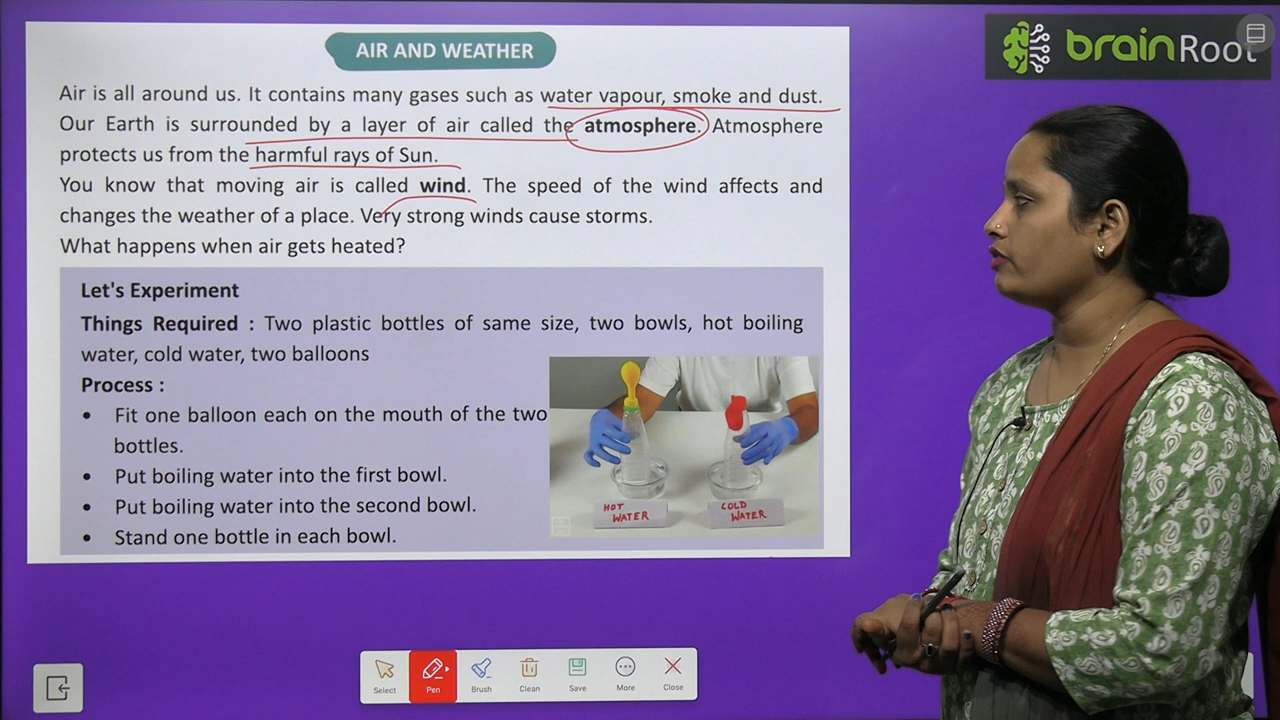 AIR AND WEATHER
brainRoot
Air is all around us. It contains many gases such as water vapour, smoke and dust.
Our Earth is surrounded by a layer of air called the atmosphere. Atmosphere
protects us from the harmful rays of Sun.
You know that moving air is called wind. The speed of the wind affects and
changes the weather of a place. Very strong winds cause storms.
What happens when air gets heated?
Let's Experiment
Things Required : Two plastic bottles of same size, two bowls, hot boiling
water, cold water, two balloons
Process :
• Fit one balloon each on the mouth of the two
bottles.
• Put boiling water into the first bowl.
• Put boiling water into the second bowl.
• Stand one bottle in each bowl.
HOT
WATER
COLD
WATER
Select Pen Brush Clean Save More Close